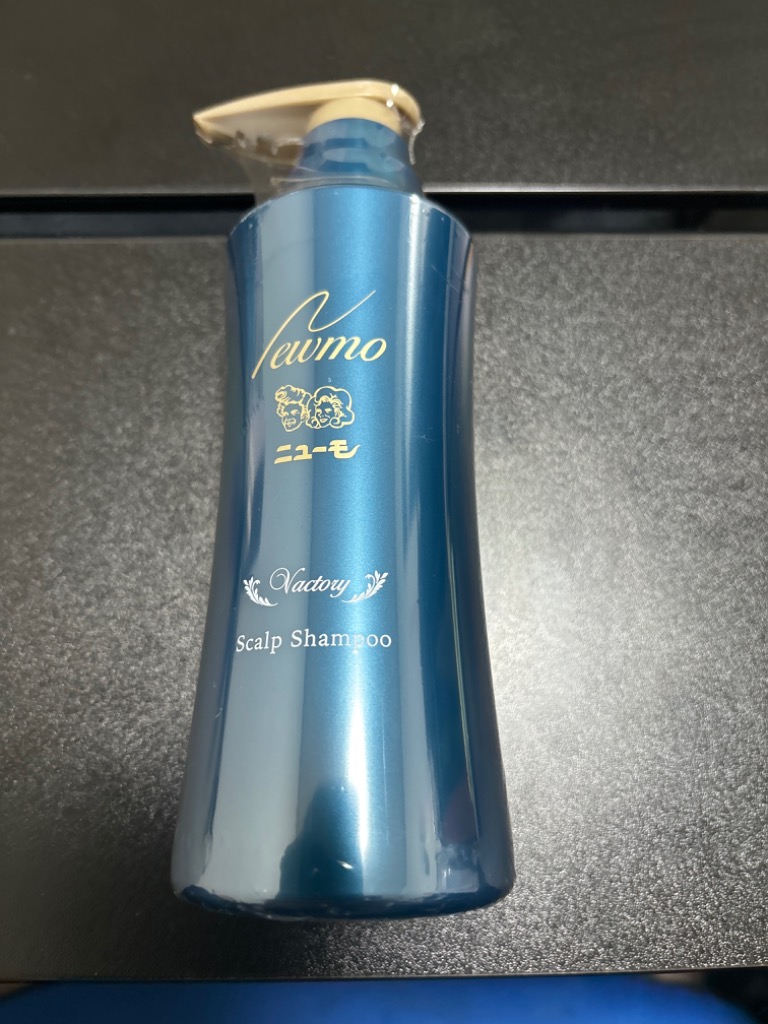 Newmo
ニューモ
Vactory
Scalp Shampoo